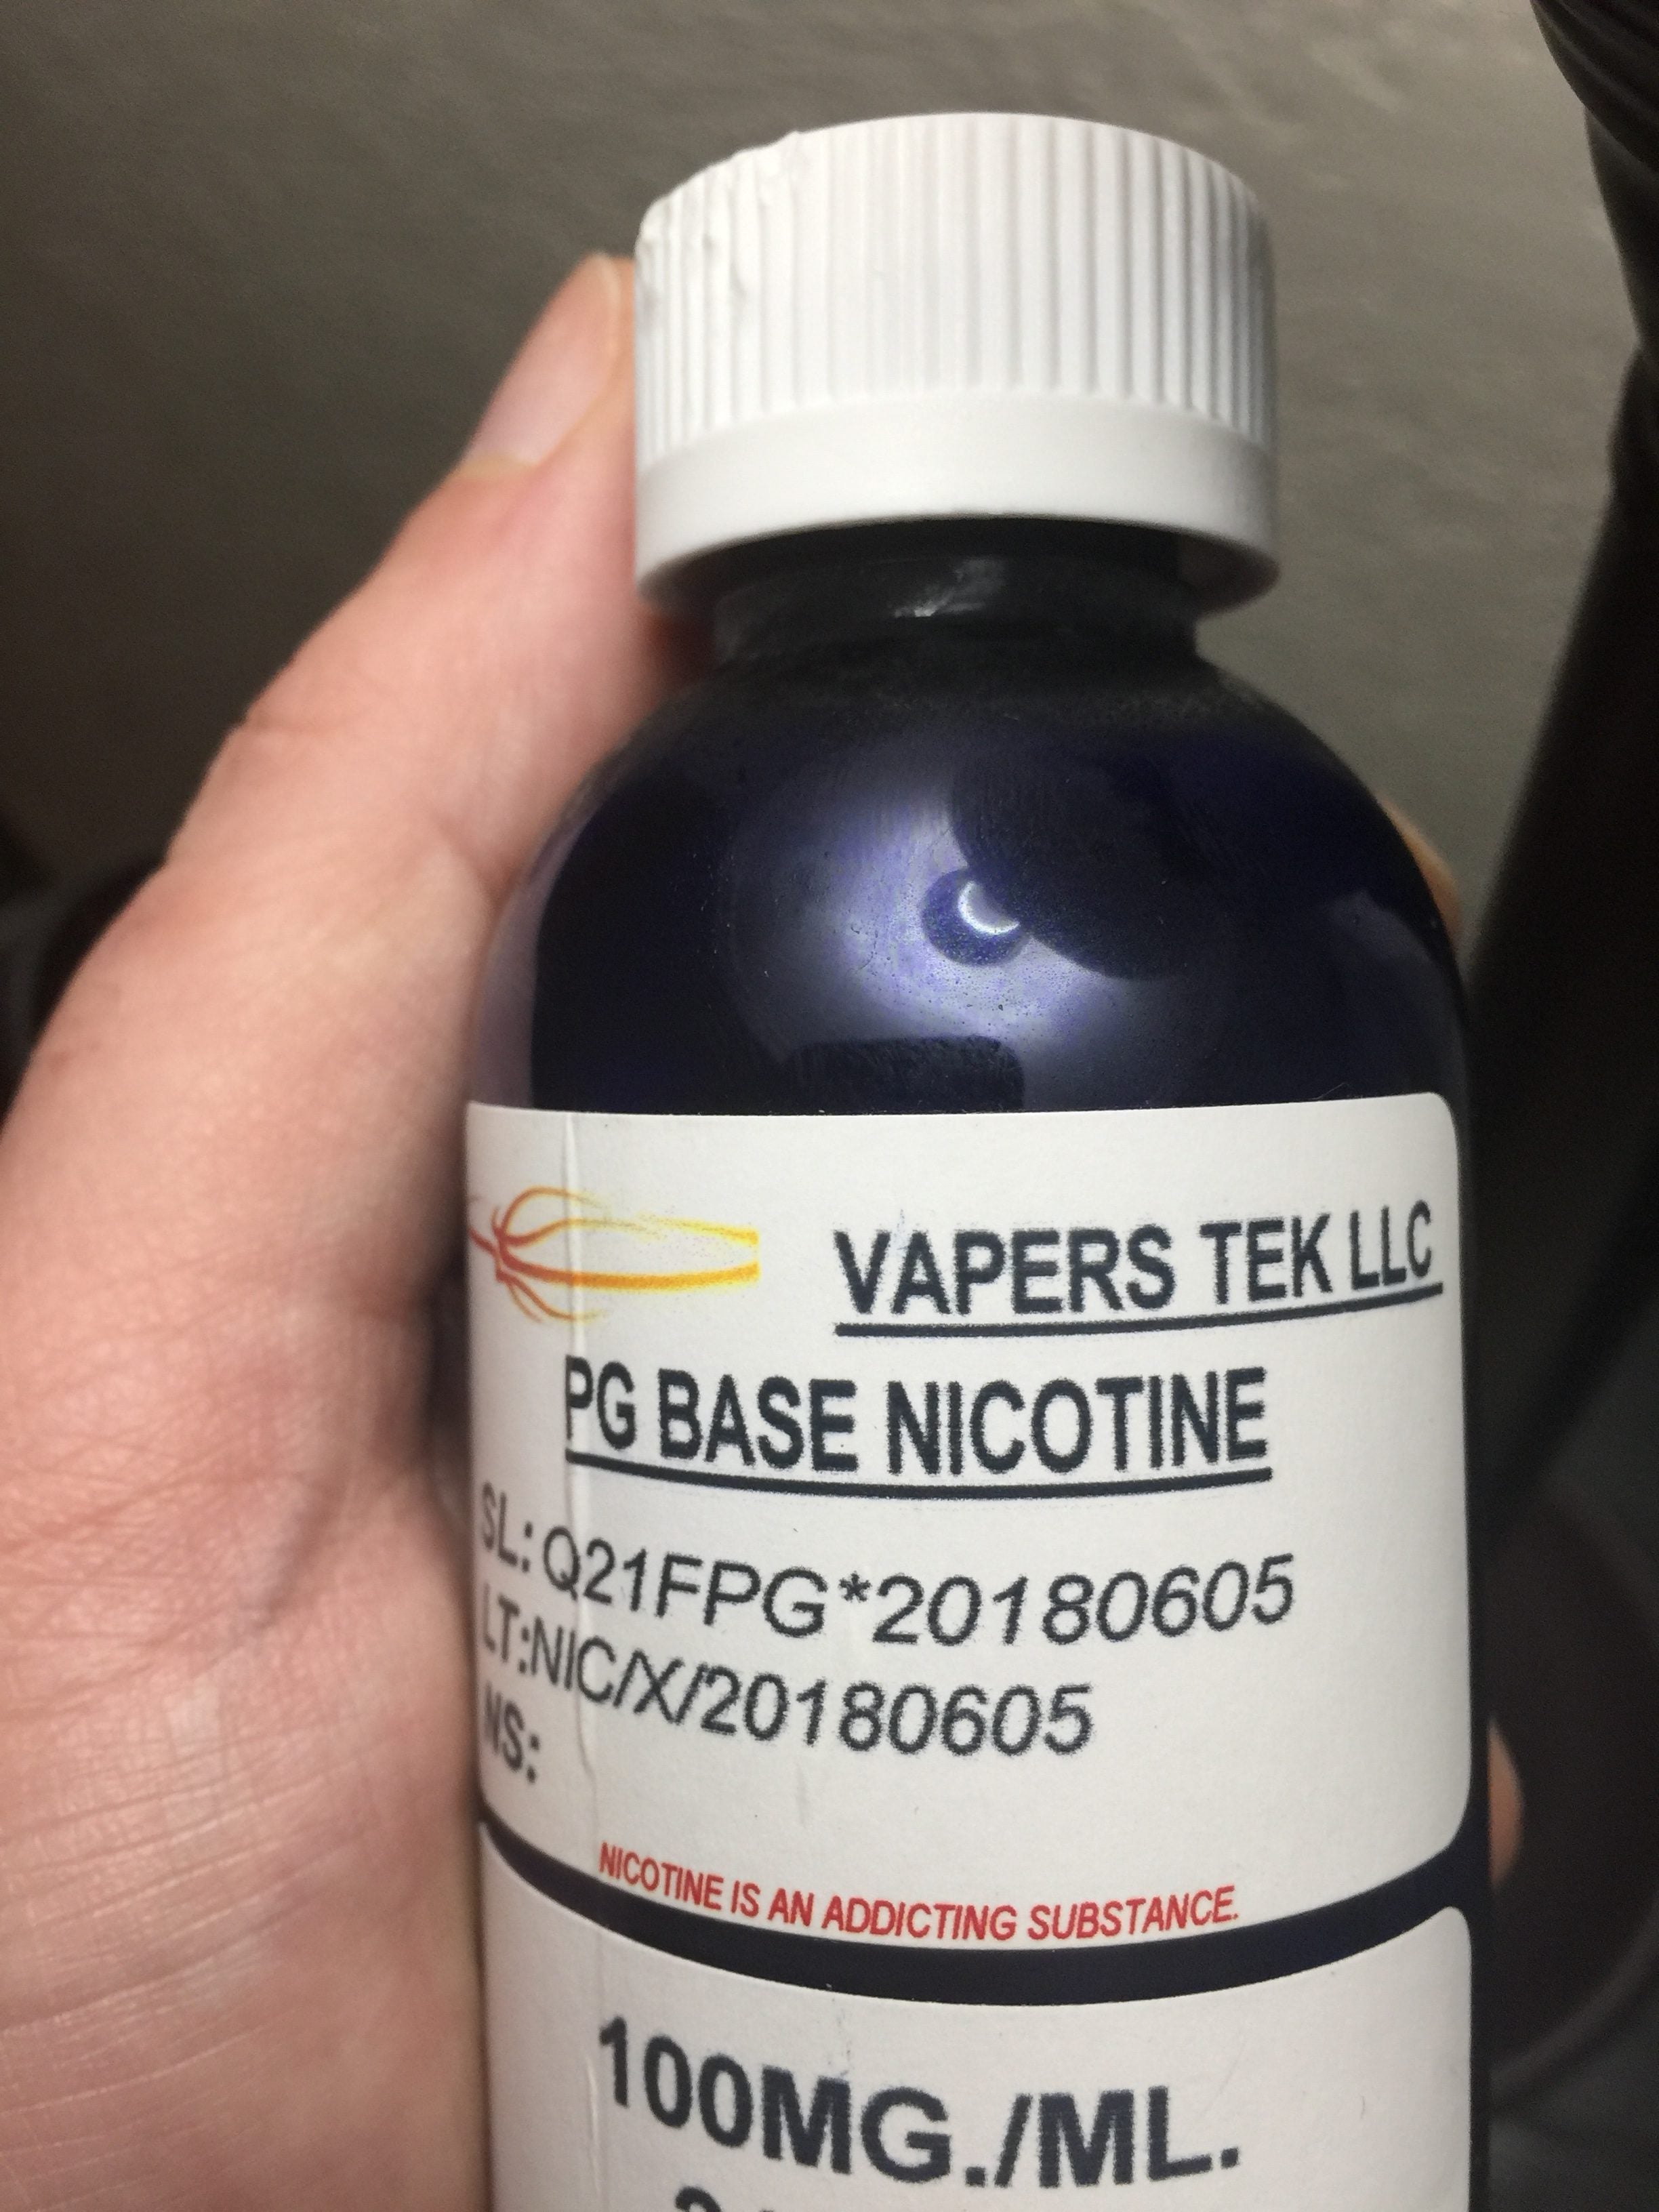 VAPERS TEK LLC
PG BASE NICOTINE
SL: Q21FPG*20180605
LT:NIC/X/20180605
NS:
NICOTINE IS AN ADDICTING SUBSTANCE.
100MG./ML.